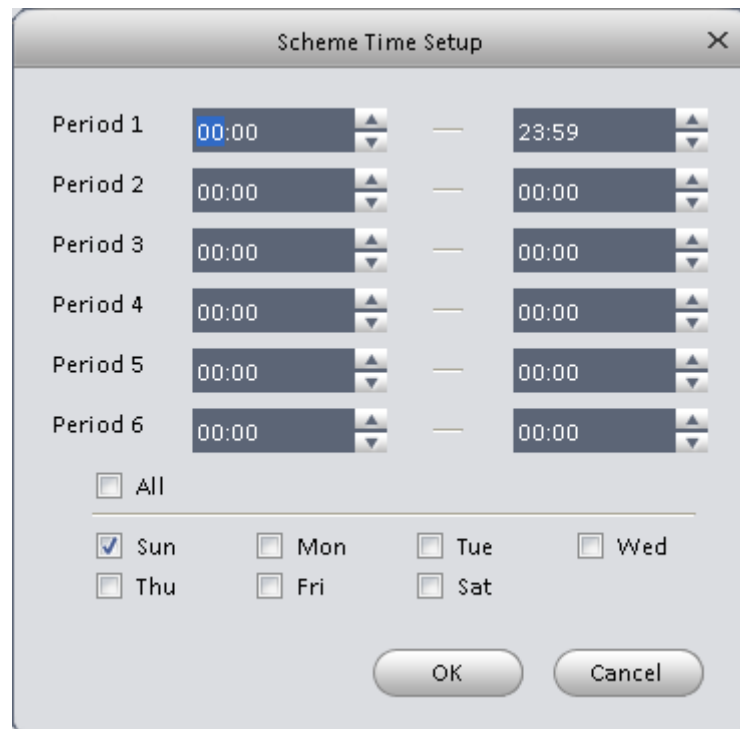 Scheme Time Setup
Period 1 00:00 — 23:59
Period 2 00:00 — 00:00
Period 3 00:00 — 00:00
Period 4 00:00 — 00:00
Period 5 00:00 — 00:00
Period 6 00:00 — 00:00
All
Sun Mon Tue Wed
Thu Fri Sat
OK Cancel